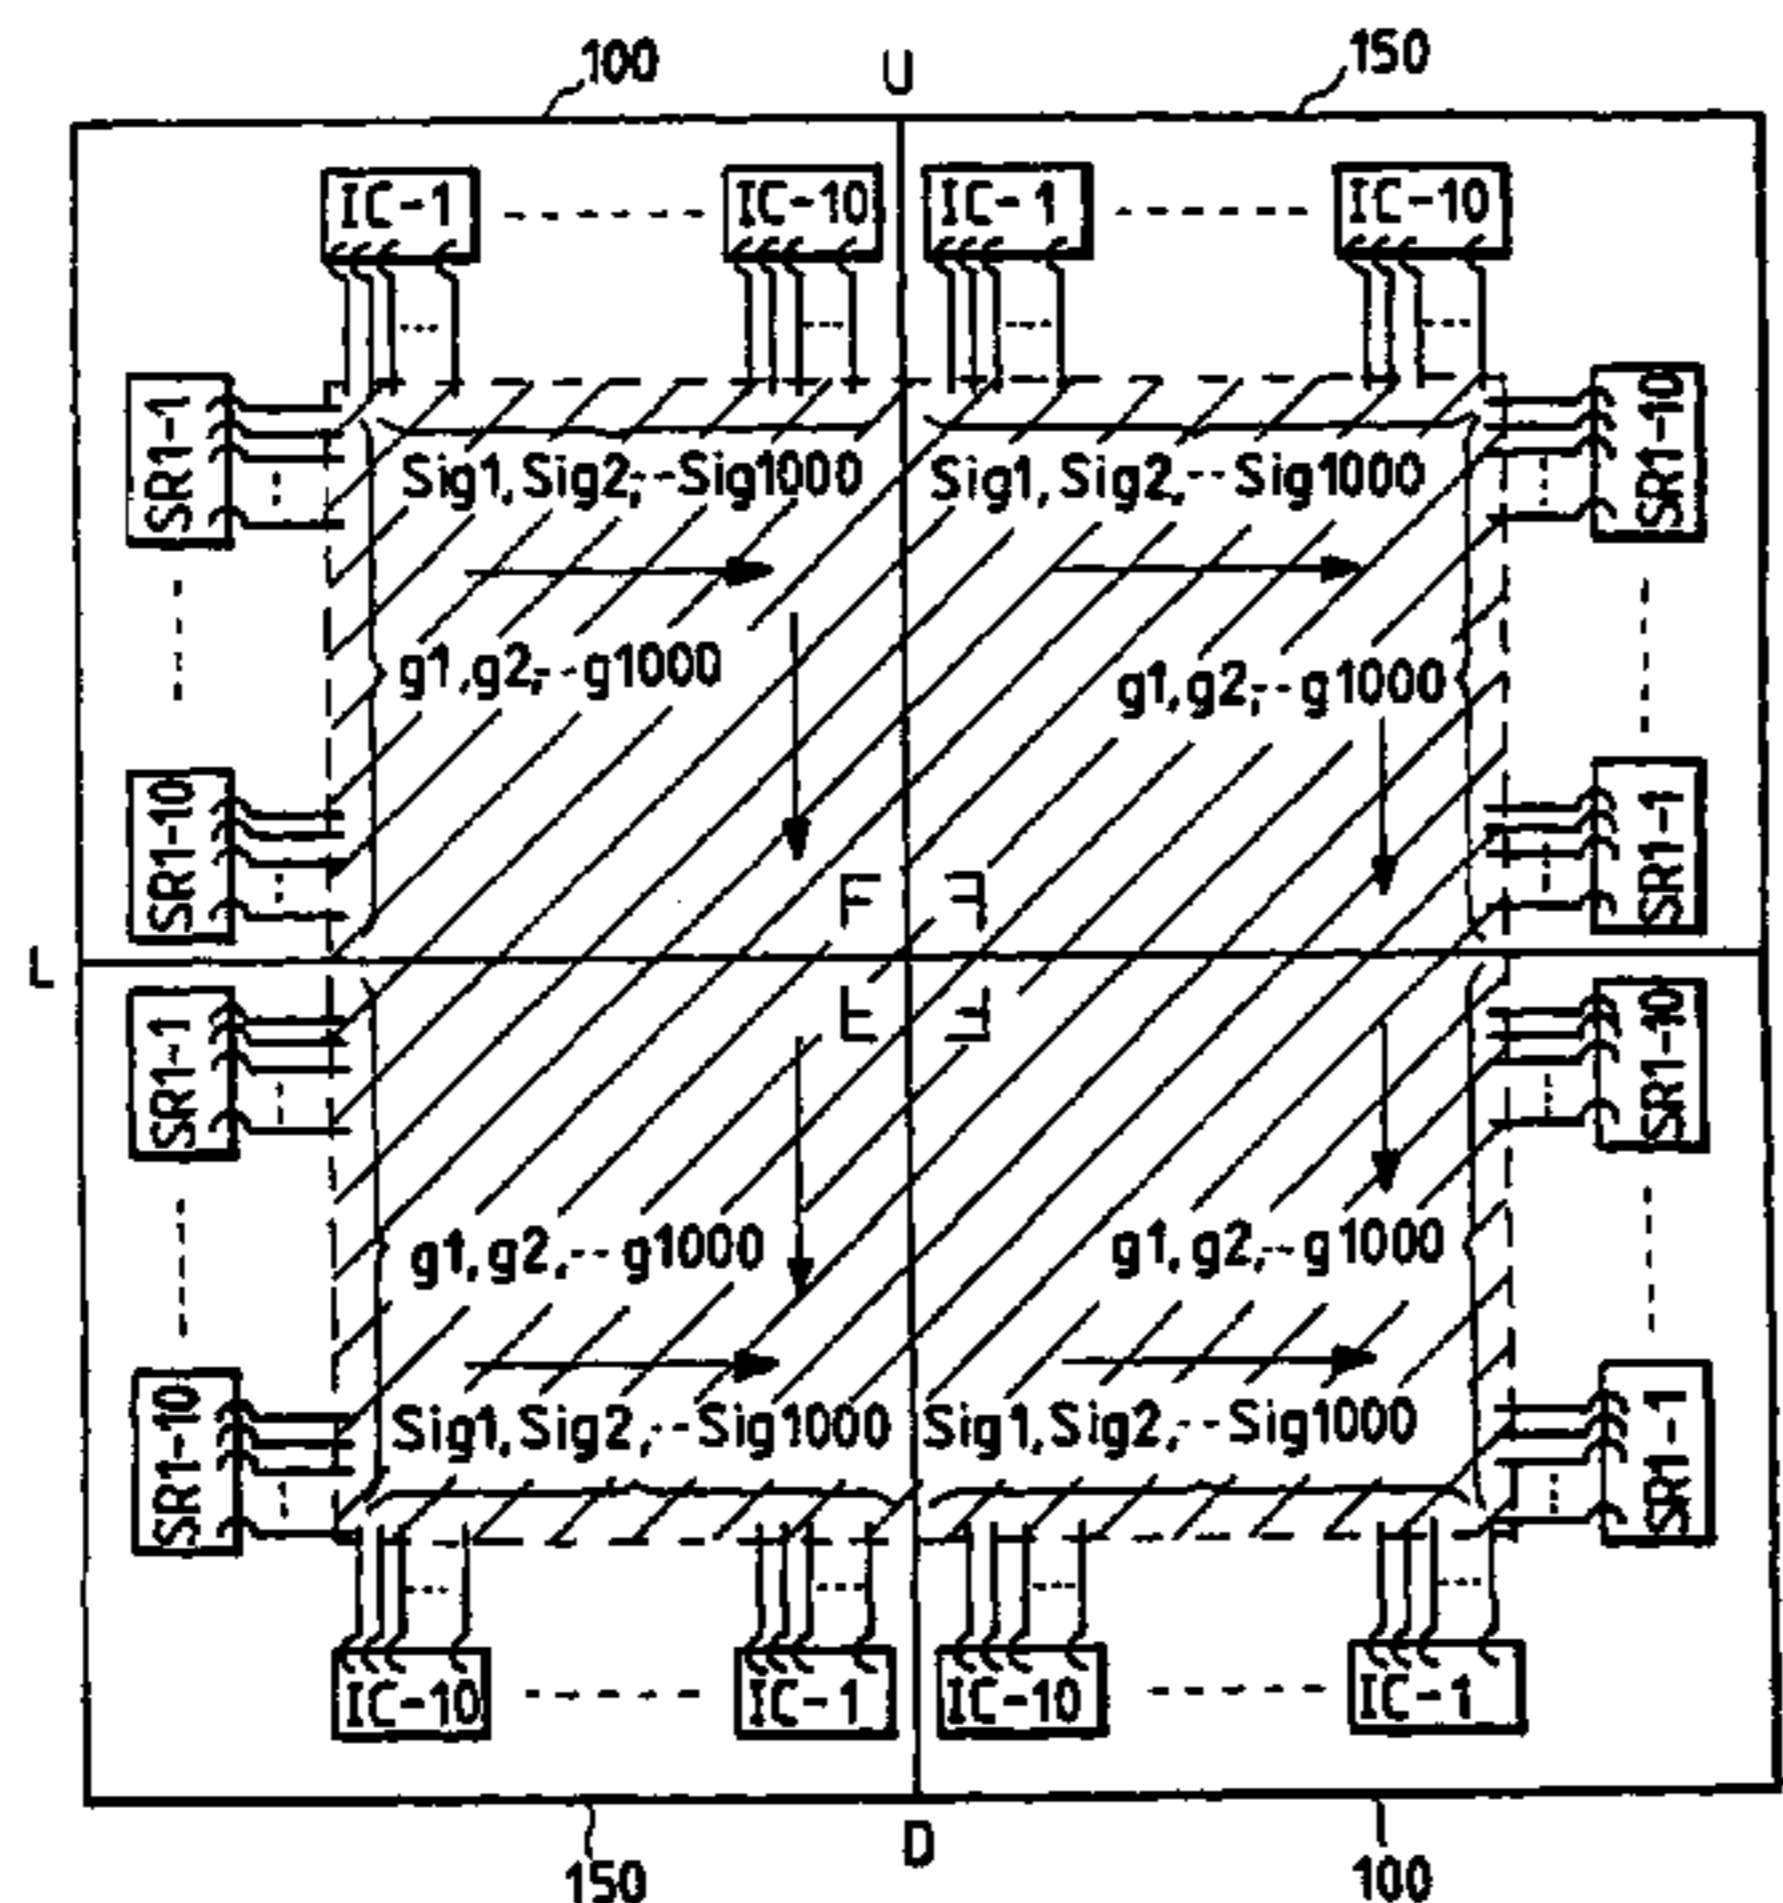 100 U 150
IC-1 IC-10 IC-1 IC-10
SR1-1 SR1-10
Sig1, Sig2,--Sig1000 Sig1, Sig2,--Sig1000
g1,g2,--g1000 g1,g2,--g1000
SR1-10 SR1-1
F F
L
F F
SR1-1 SR1-10
g1,g2,--g1000 g1,g2,--g1000
Sig1, Sig2,--Sig1000 Sig1, Sig2,--Sig1000
SR1-10 SR1-1
IC-10 IC-1 IC-10 IC-1
150 D 100